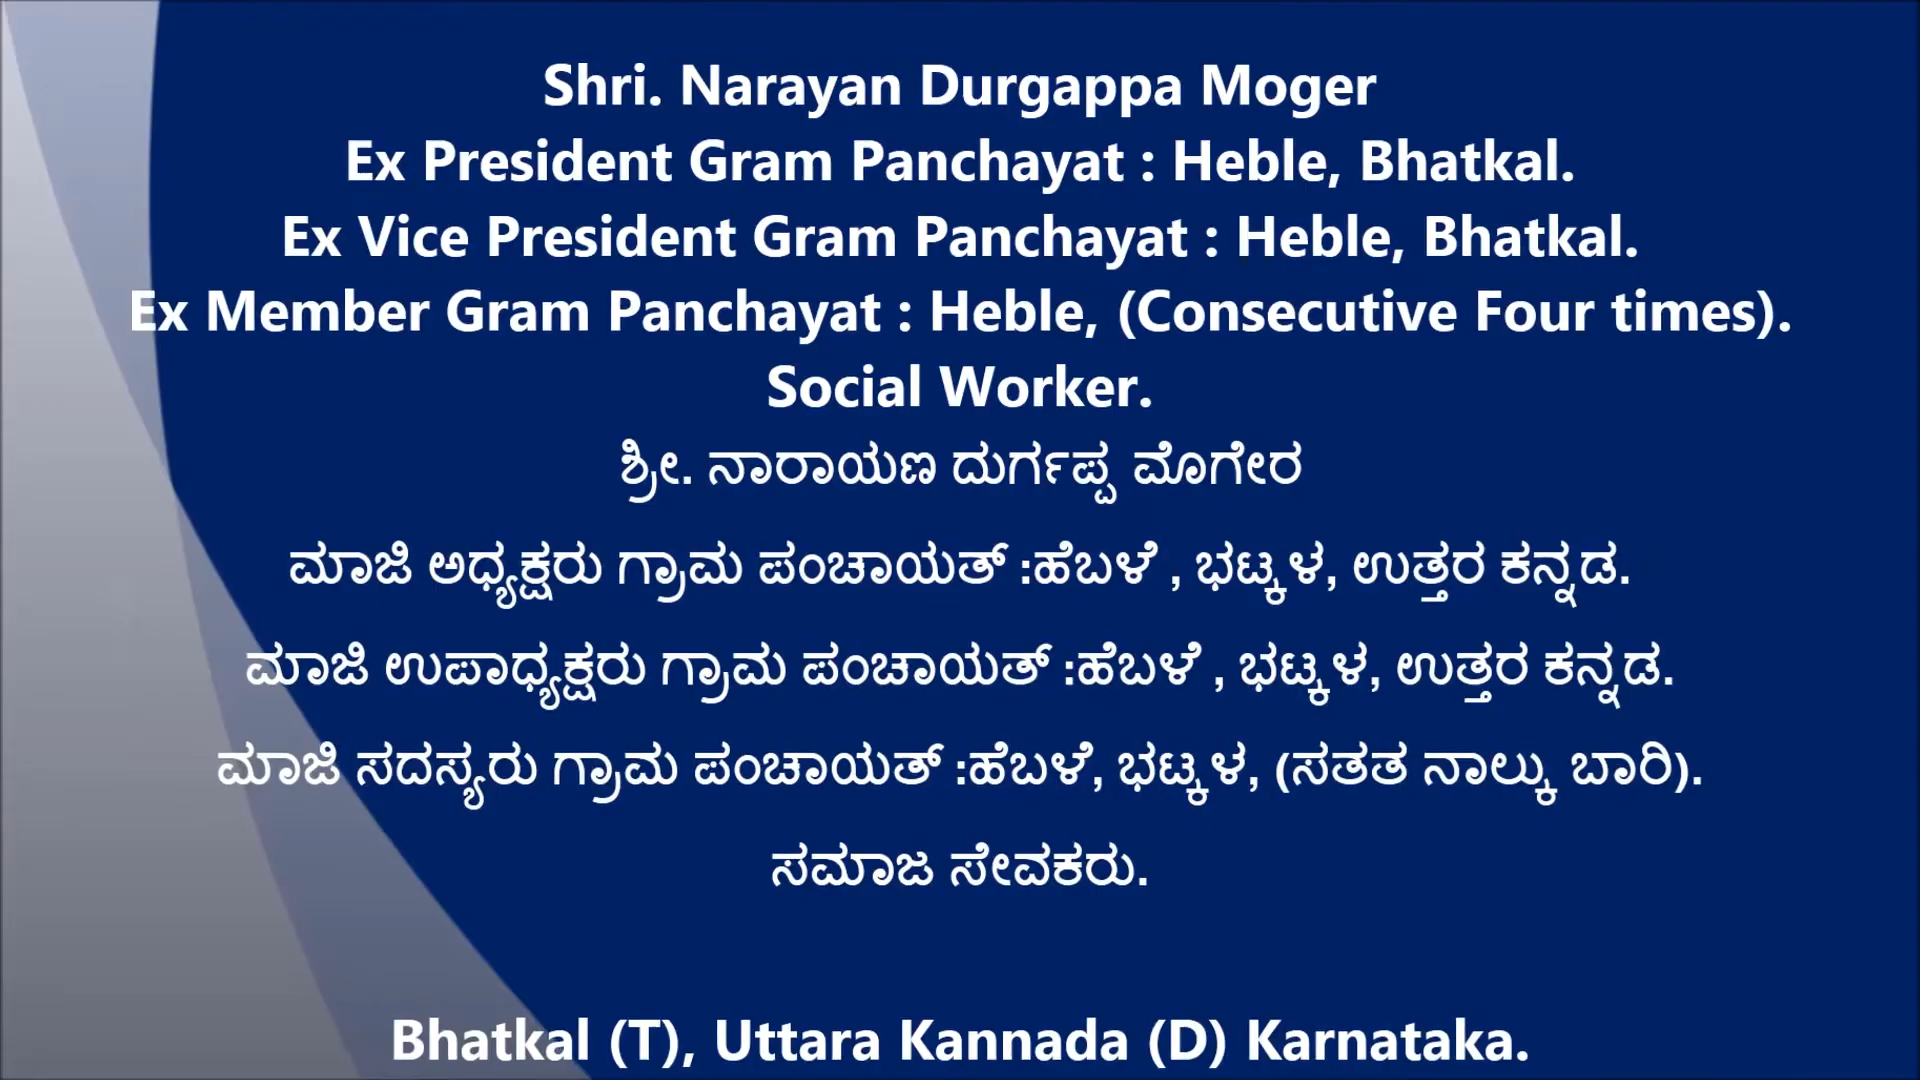 Shri. Narayan Durgappa Moger
Ex President Gram Panchayat : Heble, Bhatkal.
Ex Vice President Gram Panchayat : Heble, Bhatkal.
Ex Member Gram Panchayat : Heble, (Consecutive Four times).
Social Worker.
ಶ್ರೀ. ನಾರಾಯಣ ದುರ್ಗಪ್ಪ ಮೊಗೇರ
ಮಾಜಿ ಅಧ್ಯಕ್ಷರು ಗ್ರಾಮ ಪಂಚಾಯತ್ :ಹೆಬಳೆ , ಭಟ್ಕಳ, ಉತ್ತರ ಕನ್ನಡ.
ಮಾಜಿ ಉಪಾಧ್ಯಕ್ಷರು ಗ್ರಾಮ ಪಂಚಾಯತ್ :ಹೆಬಳೆ , ಭಟ್ಕಳ, ಉತ್ತರ ಕನ್ನಡ.
ಮಾಜಿ ಸದಸ್ಯರು ಗ್ರಾಮ ಪಂಚಾಯತ್ :ಹೆಬಳೆ, ಭಟ್ಕಳ, (ಸತತ ನಾಲ್ಕು ಬಾರಿ).
ಸಮಾಜ ಸೇವಕರು.
Bhatkal (T), Uttara Kannada (D) Karnataka.